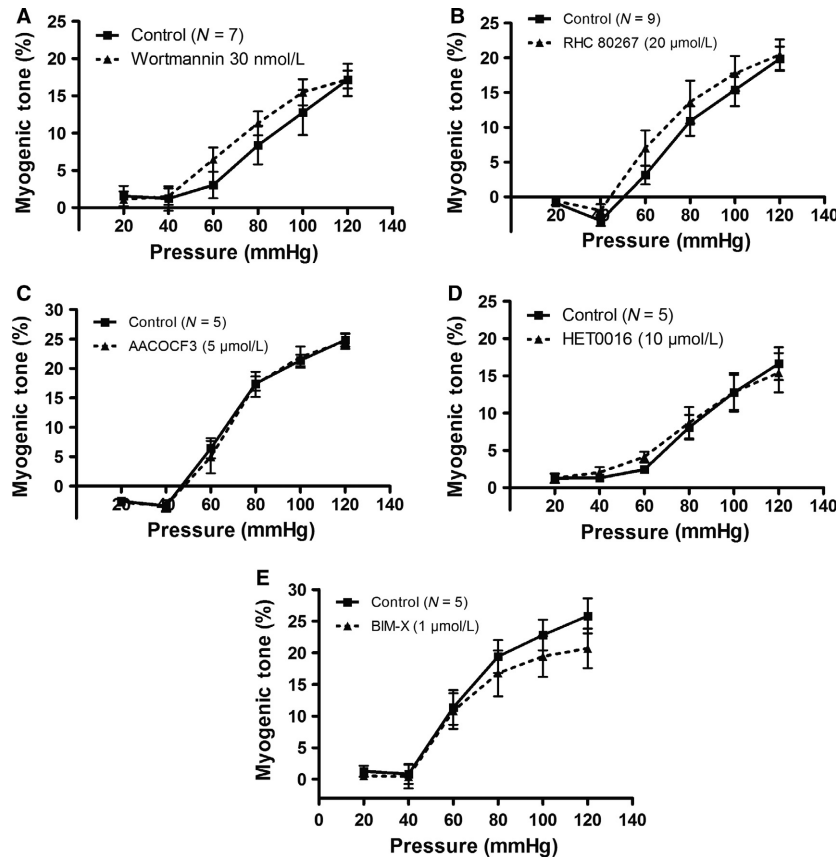 A
Myogenic tone (%)
25
20
15
10
5
0
Control (N = 7)
Wortmannin 30 nmol/L
20 40 60 80 100 120 140
Pressure (mmHg)
B
Myogenic tone (%)
25
20
15
10
5
0
Control (N = 9)
RHC 80267 (20 µmol/L)
20 40 60 80 100 120 140
Pressure (mmHg)
C
Myogenic tone (%)
30
25
20
15
10
5
0
Control (N = 5)
AACOCF3 (5 µmol/L)
20 40 60 80 100 120 140
Pressure (mmHg)
D
Myogenic tone (%)
25
20
15
10
5
0
Control (N = 5)
HET0016 (10 µmol/L)
20 40 60 80 100 120 140
Pressure (mmHg)
E
Myogenic tone (%)
30
25
20
15
10
5
0
Control (N = 5)
BIM-X (1 µmol/L)
0 20 40 60 80 100 120 140
Pressure (mmHg)